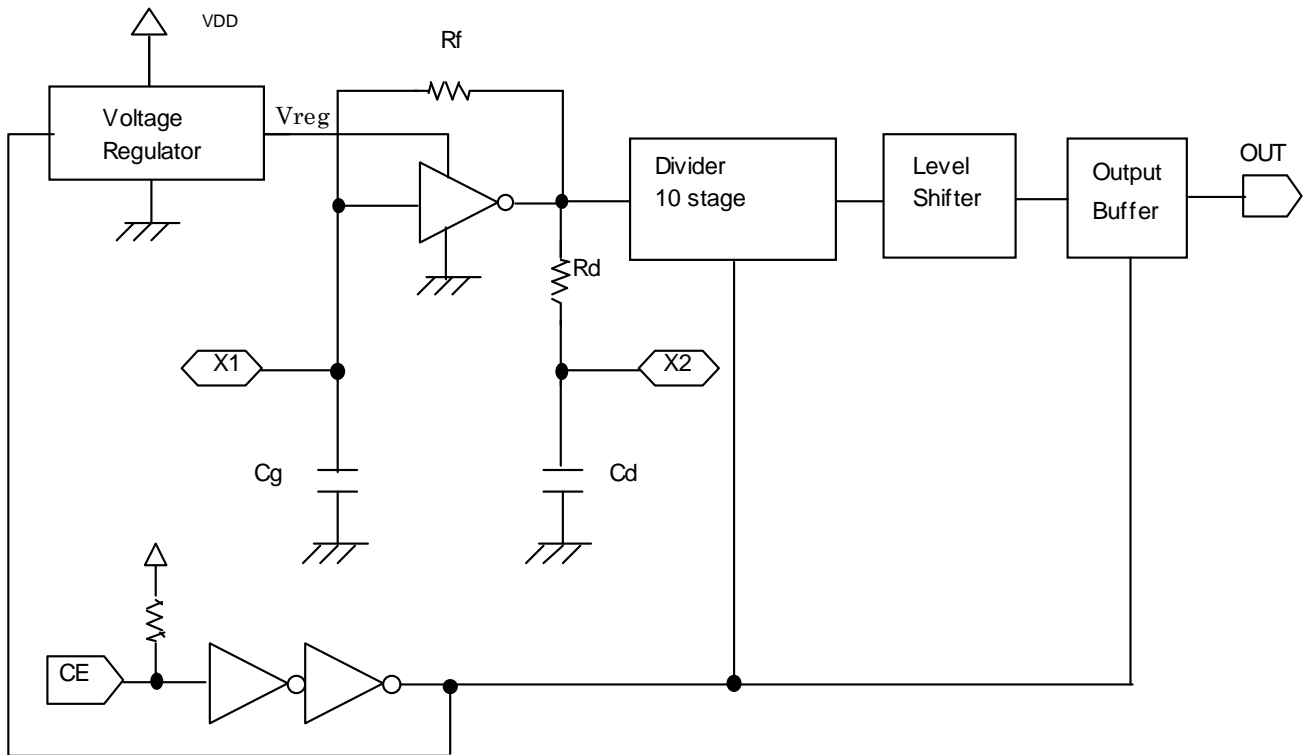 VDD
Rf
Voltage
Regulator
Vreg
Divider
10 stage
Level
Shifter
Output
Buffer
OUT
Rd
X1
X2
Cg
Cd
CE